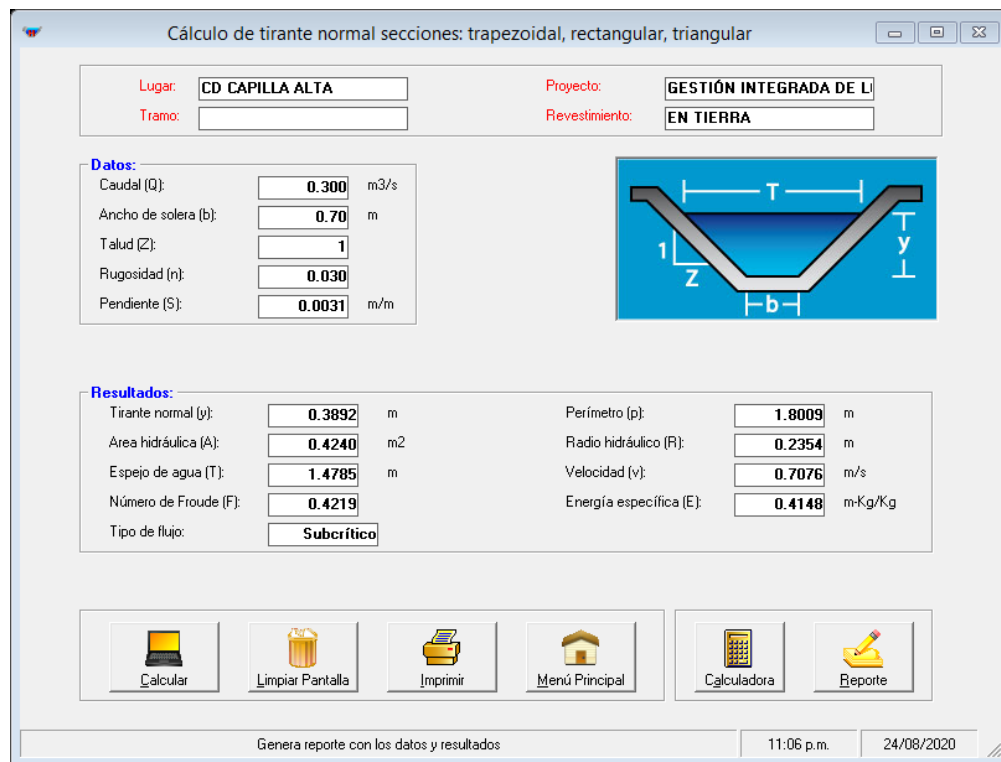 Cálculo de tirante normal secciones: trapezoidal, rectangular, triangular
Lugar: CD CAPILLA ALTA Proyecto: GESTIÓN INTEGRADA DE
Tramo: Revestimiento: EN TIERRA
Datos:
Caudal (Q): 0.300 m3/s
Ancho de solera (b): 0.70 m
Talud (Z): 1
Rugosidad (n): 0.030
Pendiente (S): 0.0031 m/m
T
1
Z
b
y
Resultados:
Tirante normal (y): 0.3892 m Perímetro (p): 1.8009 m
Area hidráulica (A): 0.4240 m2 Radio hidráulico (R): 0.2354 m
Espejo de agua (T): 1.4785 m Velocidad (v): 0.7076 m/s
Número de Froude (F): 0.4219 Energía específica (E): 0.4148 m-Kg/Kg
Tipo de flujo: Subcrítico
Calcular Limpiar Pantalla Imprimir Menú Principal Calculadora Reporte
Genera reporte con los datos y resultados 11:06 p.m. 24/08/2020